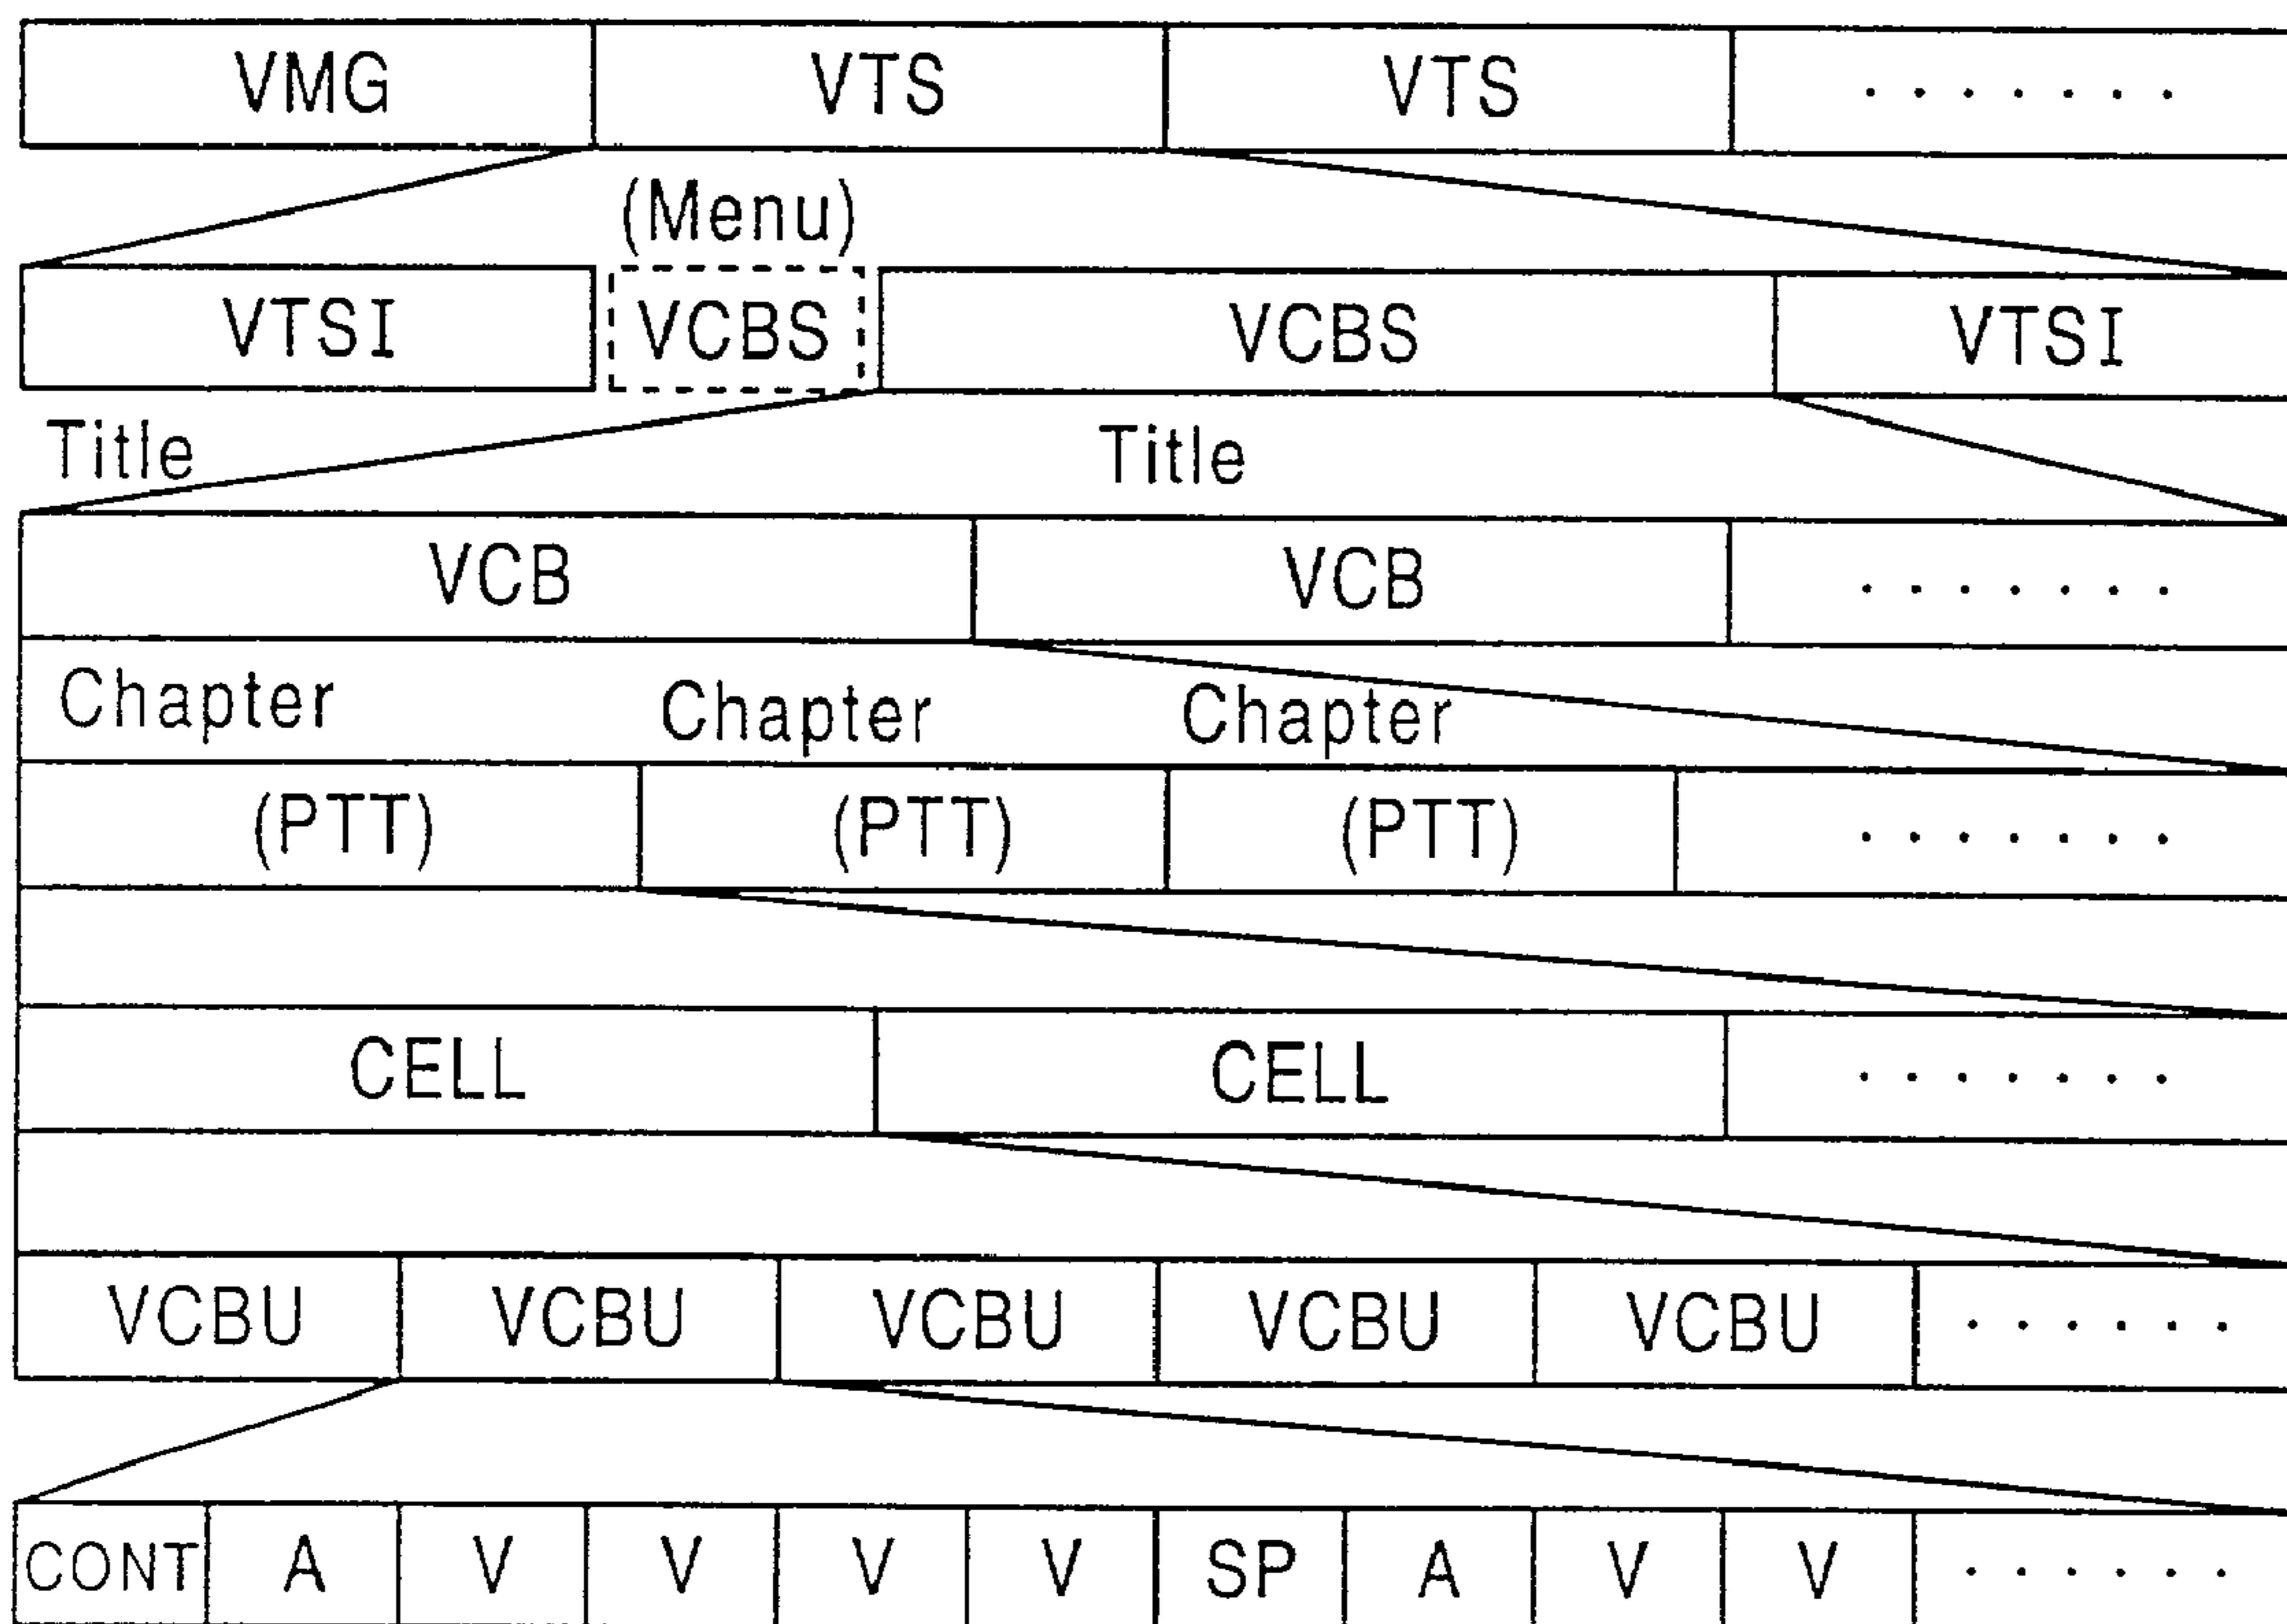 VMG VTS VTS .......
(Menu)
VTSI VCBS VCBS VTSI
Title Title
VCB VCB .......
Chapter Chapter Chapter
(PTT) (PTT) (PTT) .......
CELL CELL .......
VCBU VCBU VCBU VCBU VCBU ......
CONT A V V V V SP A V V ......